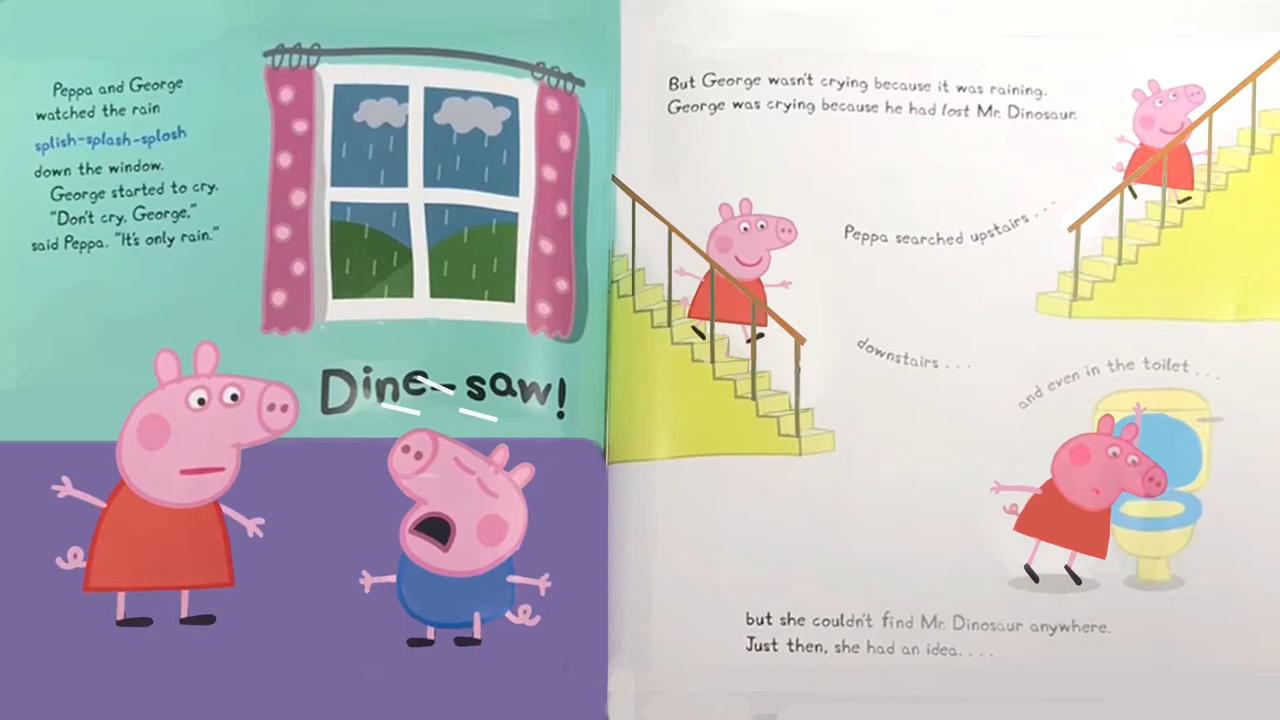 Peppa and George
watched the rain
splish-splash-splosh
down the window.
George started to cry.
"Don't cry, George,"
said Peppa. "It's only rain."
Dine-saw!
But George wasn't crying because it was raining.
George was crying because he had lost Mr. Dinosaur.
Peppa searched upstairs . . .
downstairs . . .
and even in the toilet . . .
but she couldn't find Mr. Dinosaur anywhere.
Just then, she had an idea. . . .